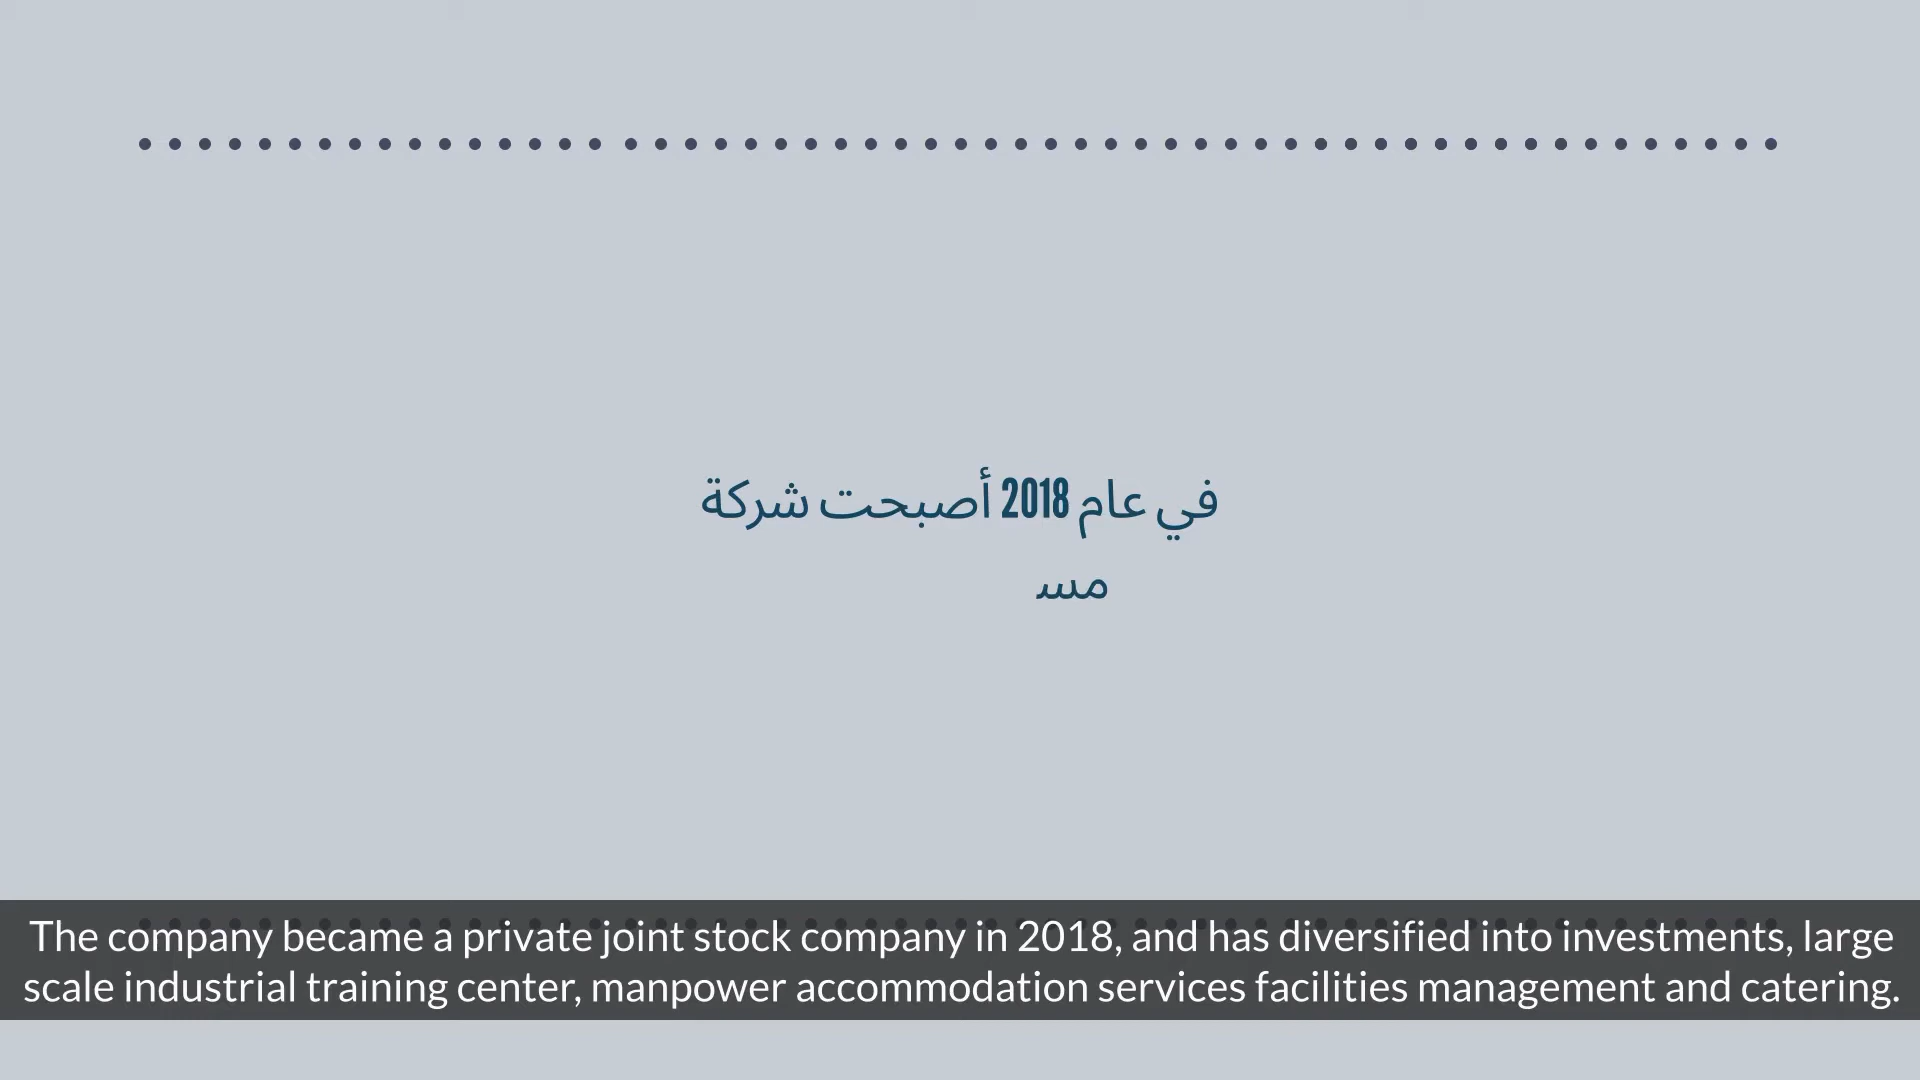 في عام 2018 أصبحت شركة
مس
The company became a private joint stock company in 2018, and has diversified into investments, large
scale industrial training center, manpower accommodation services facilities management and catering.